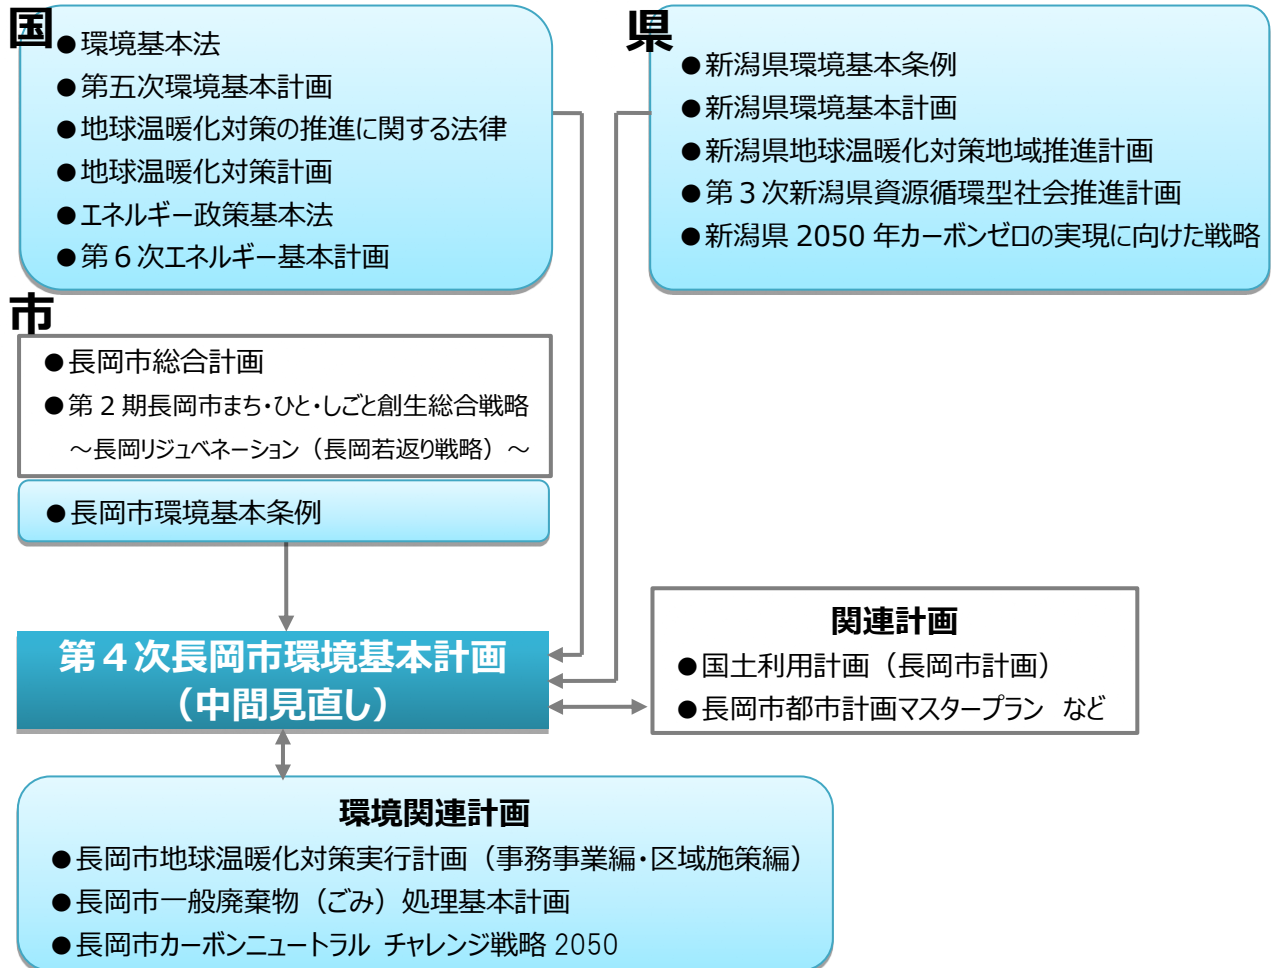 国
●環境基本法
●第五次環境基本計画
●地球温暖化対策の推進に関する法律
●地球温暖化対策計画
●エネルギー政策基本法
●第６次エネルギー基本計画
県
●新潟県環境基本条例
●新潟県環境基本計画
●新潟県地球温暖化対策地域推進計画
●第３次新潟県資源循環型社会推進計画
●新潟県 2050 年カーボンゼロの実現に向けた戦略
市
●長岡市総合計画
●第２期長岡市まち・ひと・しごと創生総合戦略
～長岡リジュベネーション（長岡若返り戦略）～
●長岡市環境基本条例
第４次長岡市環境基本計画
（中間見直し）
関連計画
●国土利用計画（長岡市計画）
●長岡市都市計画マスタープラン　など
環境関連計画
●長岡市地球温暖化対策実行計画（事務事業編・区域施策編）
●長岡市一般廃棄物（ごみ）処理基本計画
●長岡市カーボンニュートラル チャレンジ戦略 2050